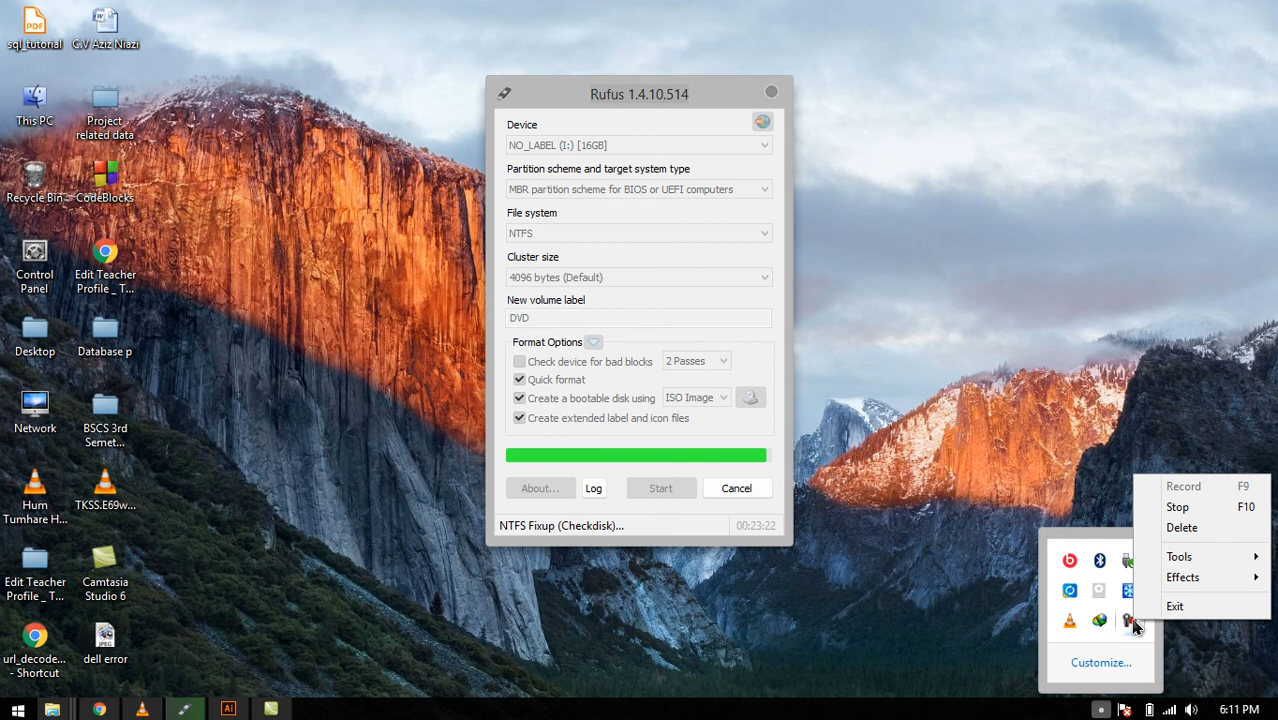 sql_tutorial
C.V Aziz Niazi
This PC
Project
related data
Recycle Bin
CodeBlocks
Control
Panel
Edit Teacher
Profile _ T...
Desktop
Database p
Network
BSCS 3rd
Semet...
Hum
Tumhare H...
TKSS.E69w...
Edit Teacher
Profile _ T...
Camtasia
Studio 6
url_decode...
- Shortcut
dell error
Rufus 1.4.10.514
Device
NO_LABEL (I:) [16GB]
Partition scheme and target system type
MBR partition scheme for BIOS or UEFI computers
File system
NTFS
Cluster size
4096 bytes (Default)
New volume label
DVD
Format Options
Check device for bad blocks
2 Passes
Quick format
Create a bootable disk using
ISO Image
Create extended label and icon files
About...
Log
Start
Cancel
NTFS Fixup (Checkdisk)...
00:23:22
Record F9
Stop F10
Delete
Tools
Effects
Exit
Customize...
6:11 PM